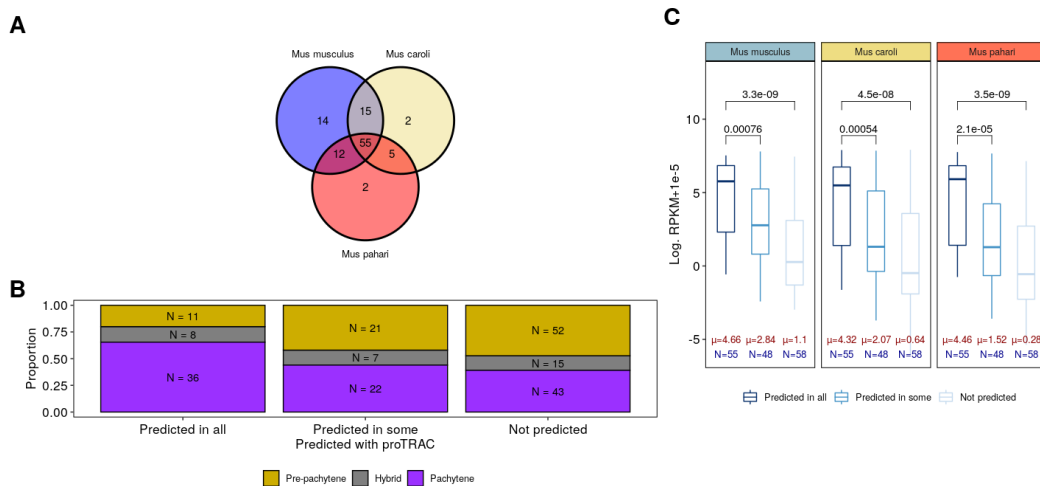 A
Mus musculus
Mus caroli
14
15
2
55
12
5
2
Mus pahari
B
Proportion
1.00
0.75
0.50
0.25
0.00
N = 11
N = 8
N = 36
N = 21
N = 7
N = 22
N = 52
N = 15
N = 43
Predicted in all
Predicted in some
Predicted with proTRAC
Not predicted
Pre-pachytene
Hybrid
Pachytene
C
Mus musculus
Mus caroli
Mus pahari
Log. RPKM+1e-5
10
5
0
-5
3.3e-09
0.00076
4.5e-08
0.00054
3.5e-09
2.1e-05
μ=4.66 μ=2.84 μ=1.1
N=55 N=48 N=58
μ=4.32 μ=2.07 μ=0.64
N=55 N=48 N=58
μ=4.46 μ=1.52 μ=0.28
N=55 N=48 N=58
Predicted in all
Predicted in some
Not predicted